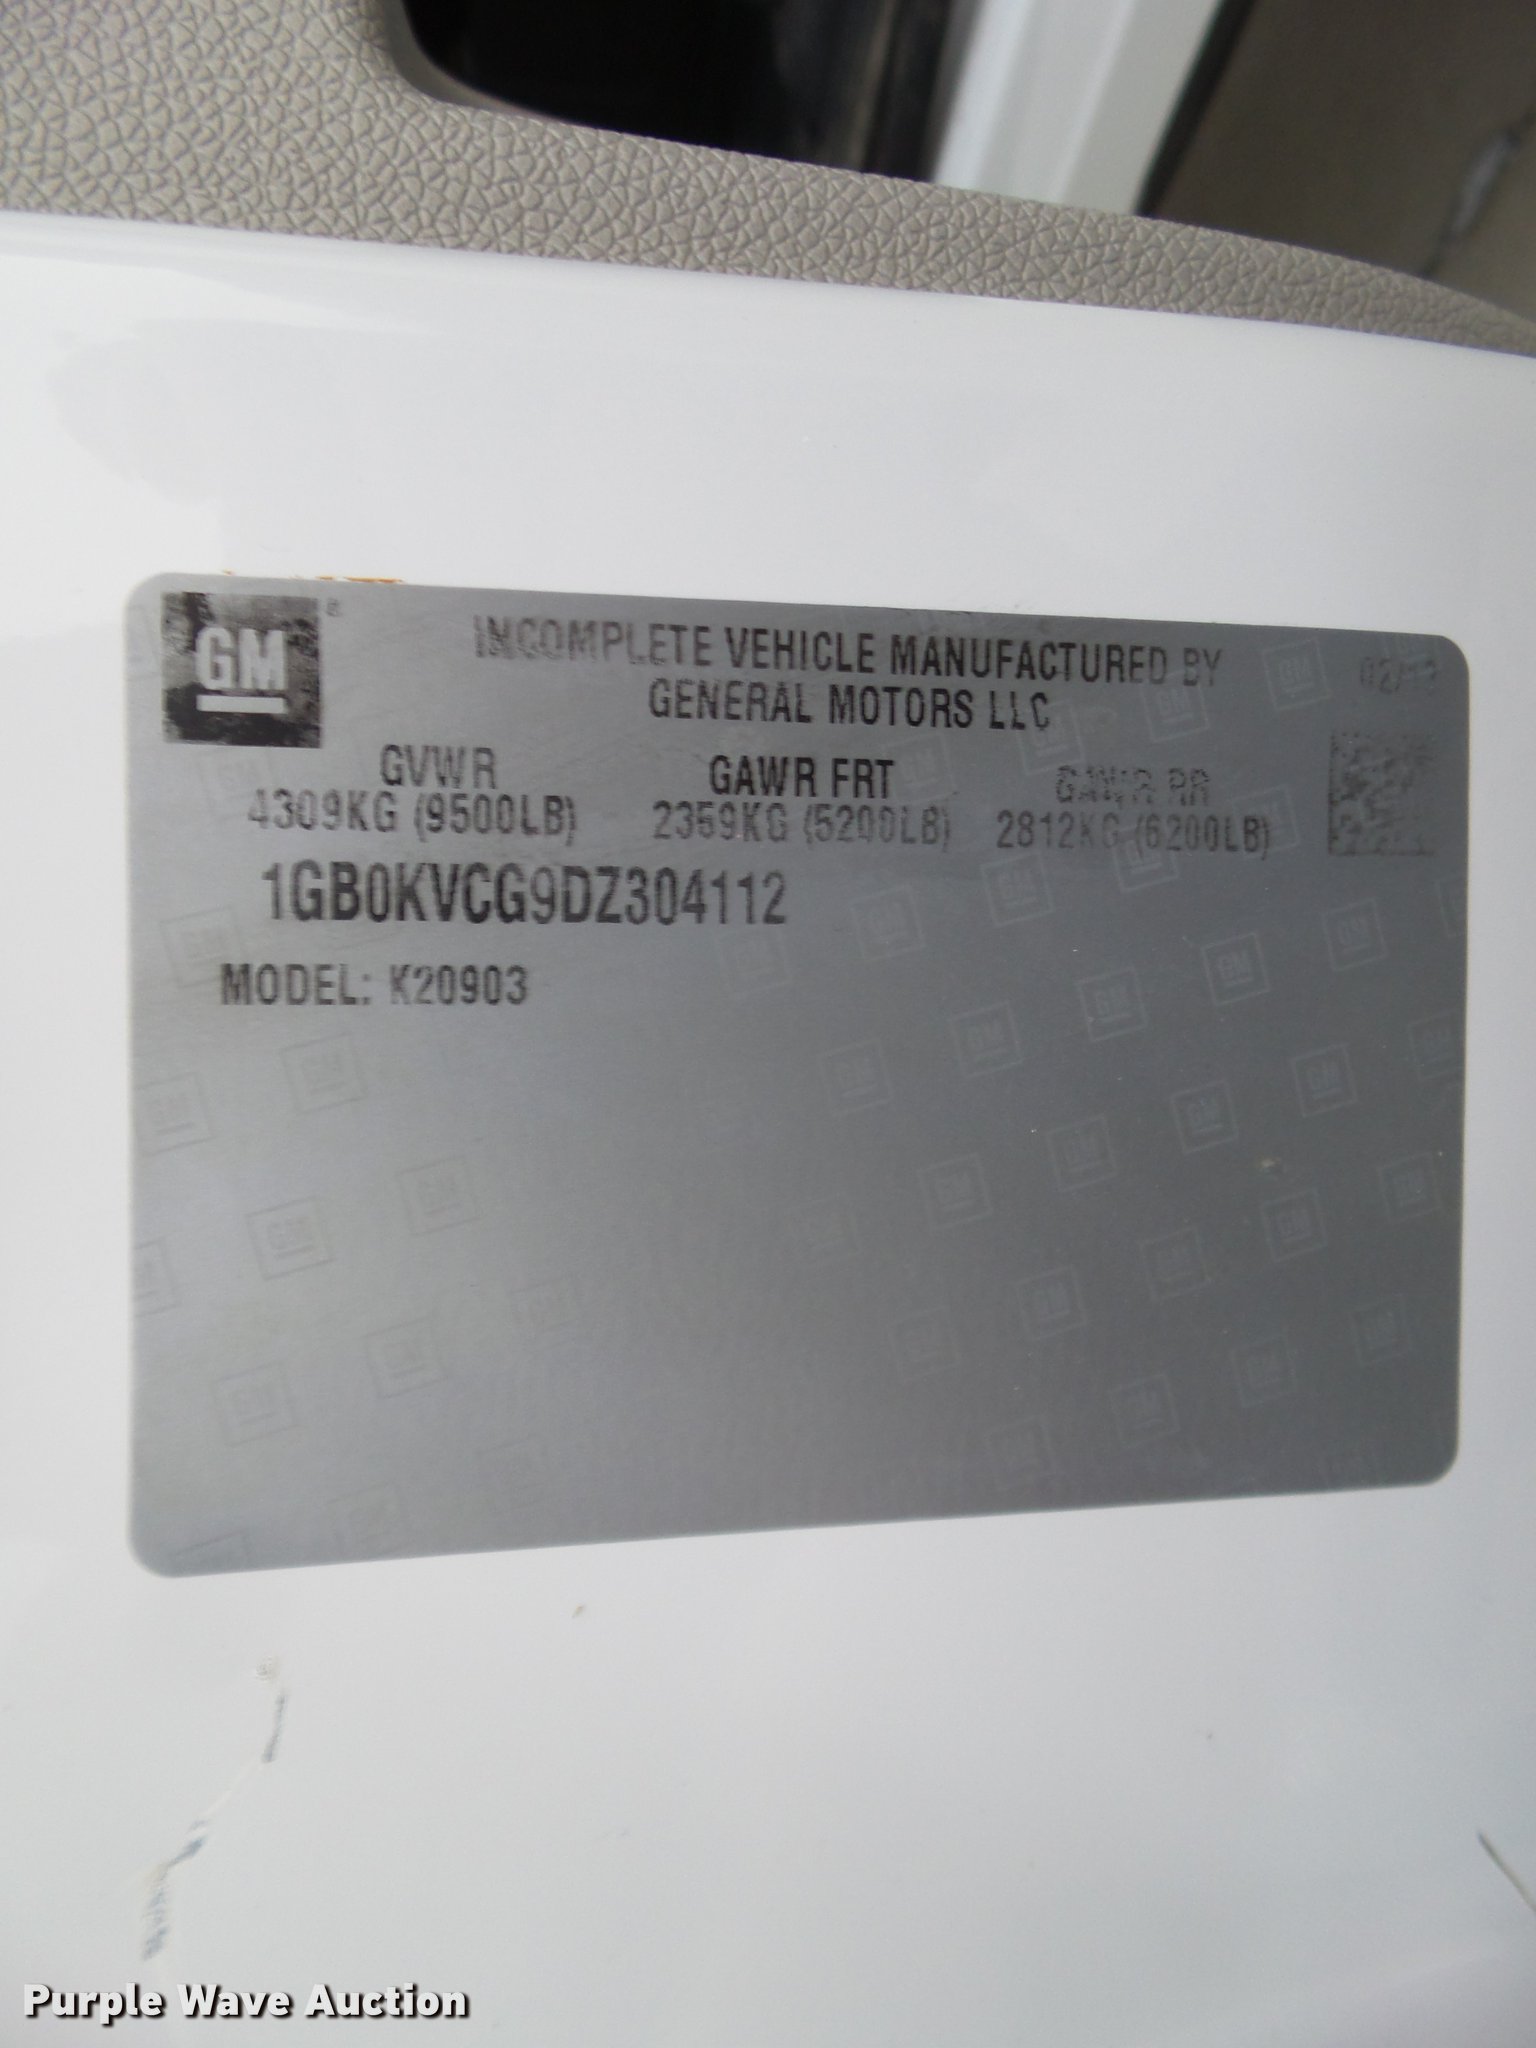 GM ®
INCOMPLETE VEHICLE MANUFACTURED BY
GENERAL MOTORS LLC
GVWR GAWR FRT GAWR RR
4309KG (9500LB) 2359KG (5200LB) 2812KG (6200LB)
1GB0KVCG9DZ304112
MODEL: K20903
Purple Wave Auction